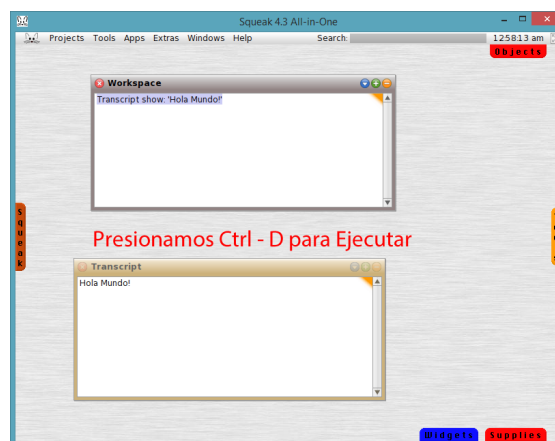 Squeak 4.3 All-in-One
Projects Tools Apps Extras Windows Help Search: 12:58:13 am
Objects
Workspace
Transcript show: 'Hola Mundo!'
Squeak
Presionamos Ctrl - D para Ejecutar
Transcript
Hola Mundo!
Widgets Supplies